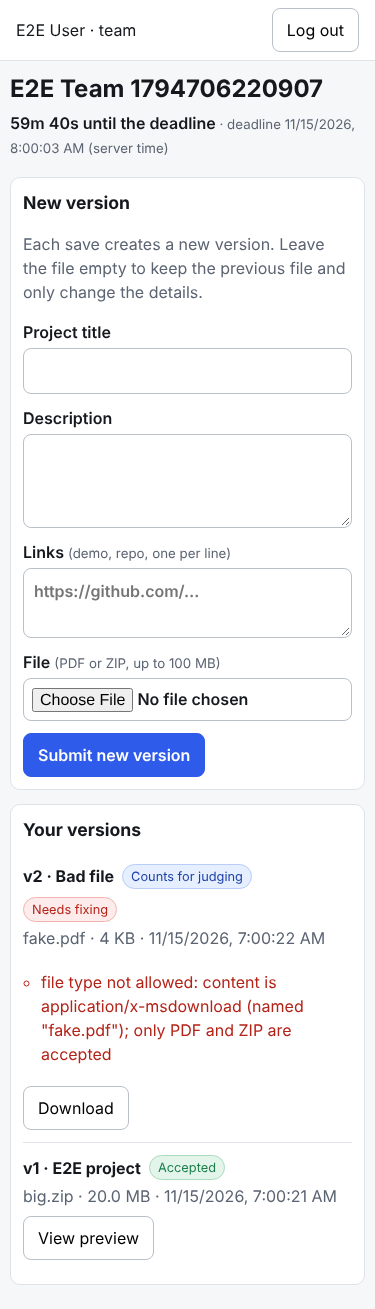 E2E User · team
Log out
E2E Team 1794706220907
59m 40s until the deadline · deadline 11/15/2026,
8:00:03 AM (server time)
New version
Each save creates a new version. Leave
the file empty to keep the previous file and
only change the details.
Project title
Description
Links (demo, repo, one per line)
https://github.com/...
File (PDF or ZIP, up to 100 MB)
Choose File No file chosen
Submit new version
Your versions
v2 · Bad file Counts for judging
Needs fixing
fake.pdf · 4 KB · 11/15/2026, 7:00:22 AM
file type not allowed: content is
application/x-msdownload (named
"fake.pdf"); only PDF and ZIP are
accepted
Download
v1 · E2E project Accepted
big.zip · 20.0 MB · 11/15/2026, 7:00:21 AM
View preview